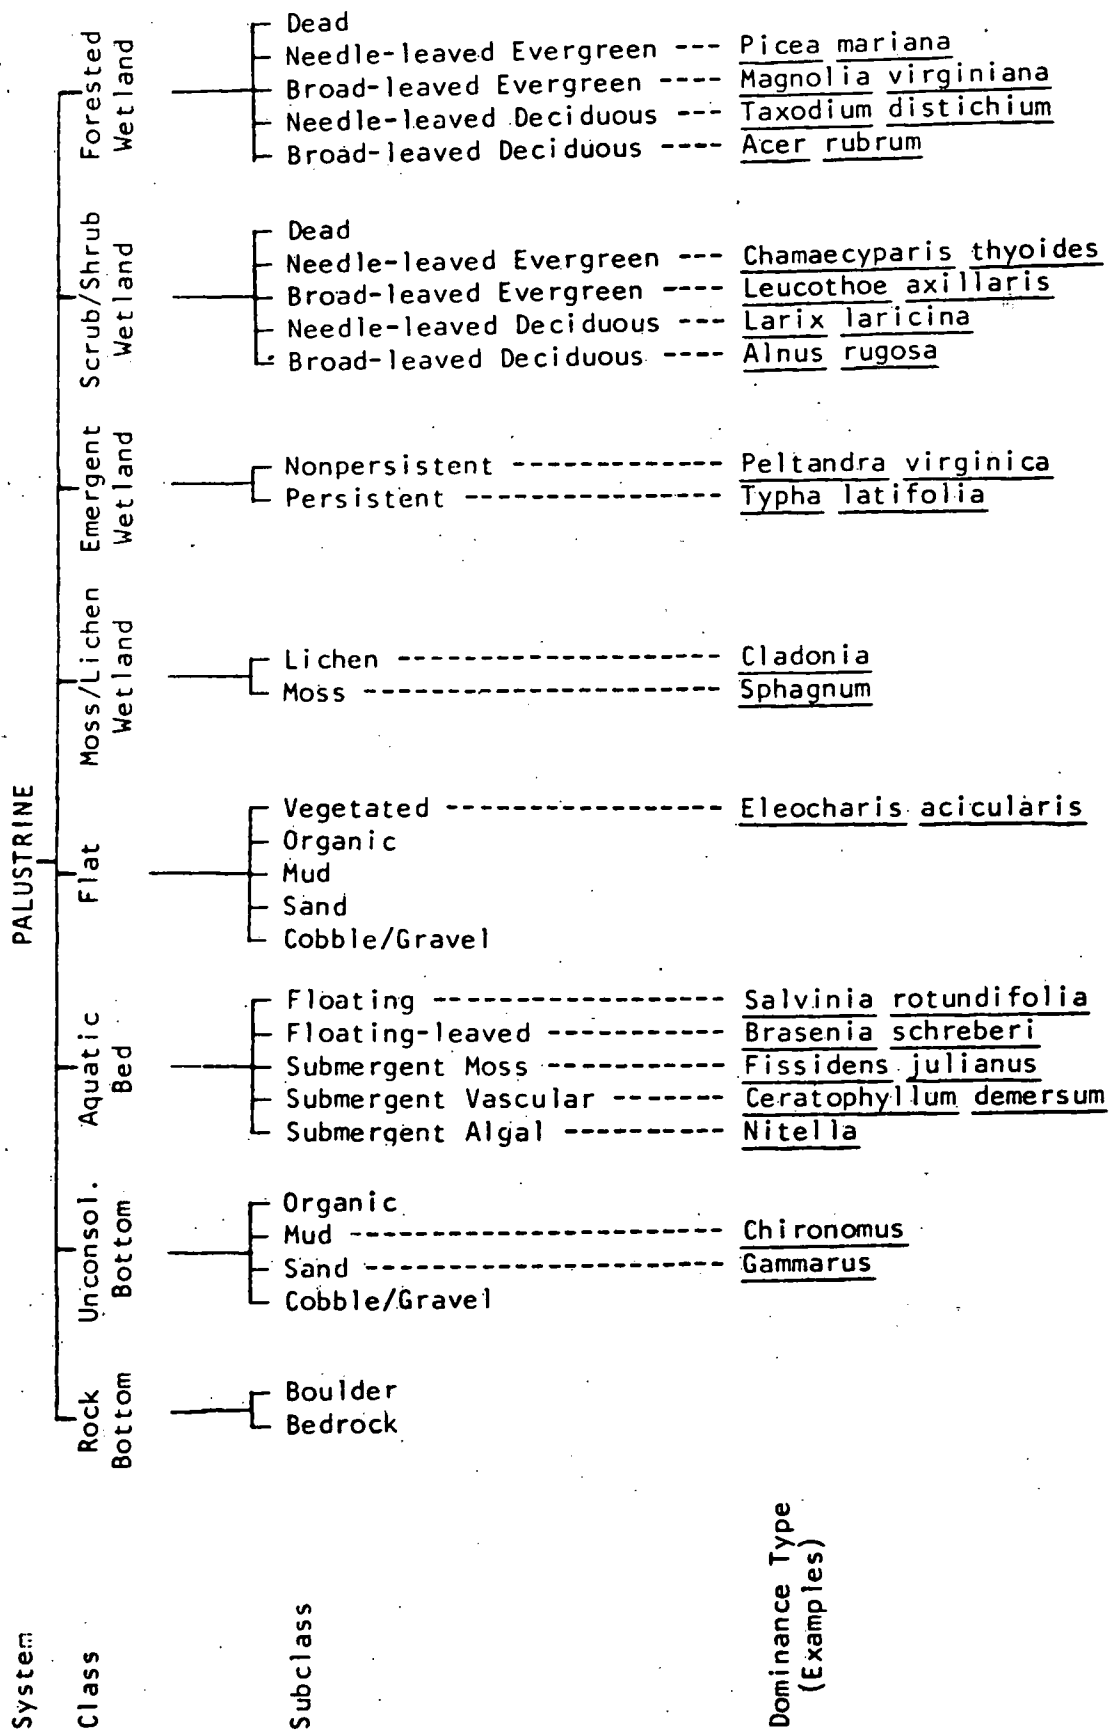 PALUSTRINE
System
Class
Subclass
Dominance Type
(Examples)
Forested
Wetland
Dead
Needle-leaved Evergreen --- Picea mariana
Broad-leaved Evergreen ---- Magnolia virginiana
Needle-leaved Deciduous --- Taxodium distichium
Broad-leaved Deciduous ---- Acer rubrum
Scrub/Shrub
Wetland
Dead
Needle-leaved Evergreen --- Chamaecyparis thyoides
Broad-leaved Evergreen ---- Leucothoe axillaris
Needle-leaved Deciduous --- Larix laricina
Broad-leaved Deciduous ---- Alnus rugosa
Emergent
Wetland
Nonpersistent ------------- Peltandra virginica
Persistent ---------------- Typha latifolia
Moss/Lichen
Wetland
Lichen -------------------- Cladonia
Moss ---------------------- Sphagnum
Flat
Vegetated ----------------- Eleocharis acicularis
Organic
Mud
Sand
Cobble/Gravel
Aquatic
Bed
Floating ------------------ Salvinia rotundifolia
Floating-leaved ----------- Brasenia schreberi
Submergent Moss ----------- Fissidens julianus
Submergent Vascular ------- Ceratophyllum demersum
Submergent Algal ---------- Nitella
Unconsol.
Bottom
Organic
Mud ----------------------- Chironomus
Sand ---------------------- Gammarus
Cobble/Gravel
Rock
Bottom
Boulder
Bedrock